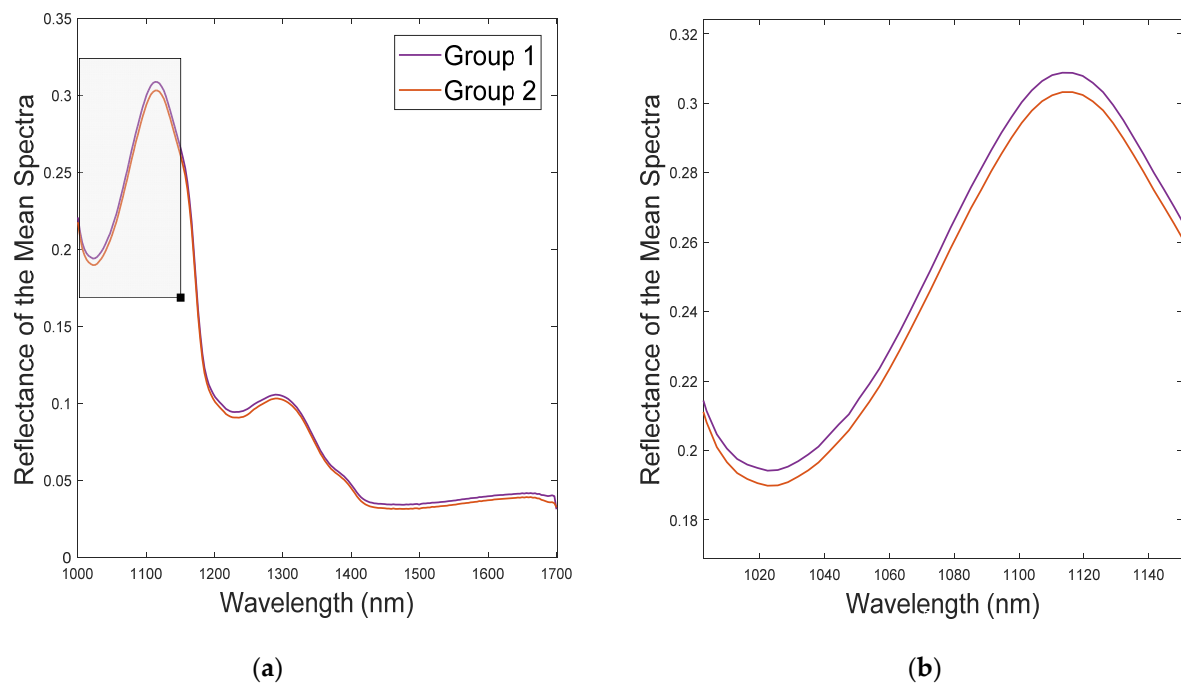 0.35
0.3
0.25
0.2
0.15
0.1
0.05
0
Reflectance of the Mean Spectra
Group 1
Group 2
1000 1100 1200 1300 1400 1500 1600 1700
Wavelength (nm)
(a)
0.32
0.3
0.28
0.26
0.24
0.22
0.2
0.18
Reflectance of the Mean Spectra
1020 1040 1060 1080 1100 1120 1140
Wavelength (nm)
(b)